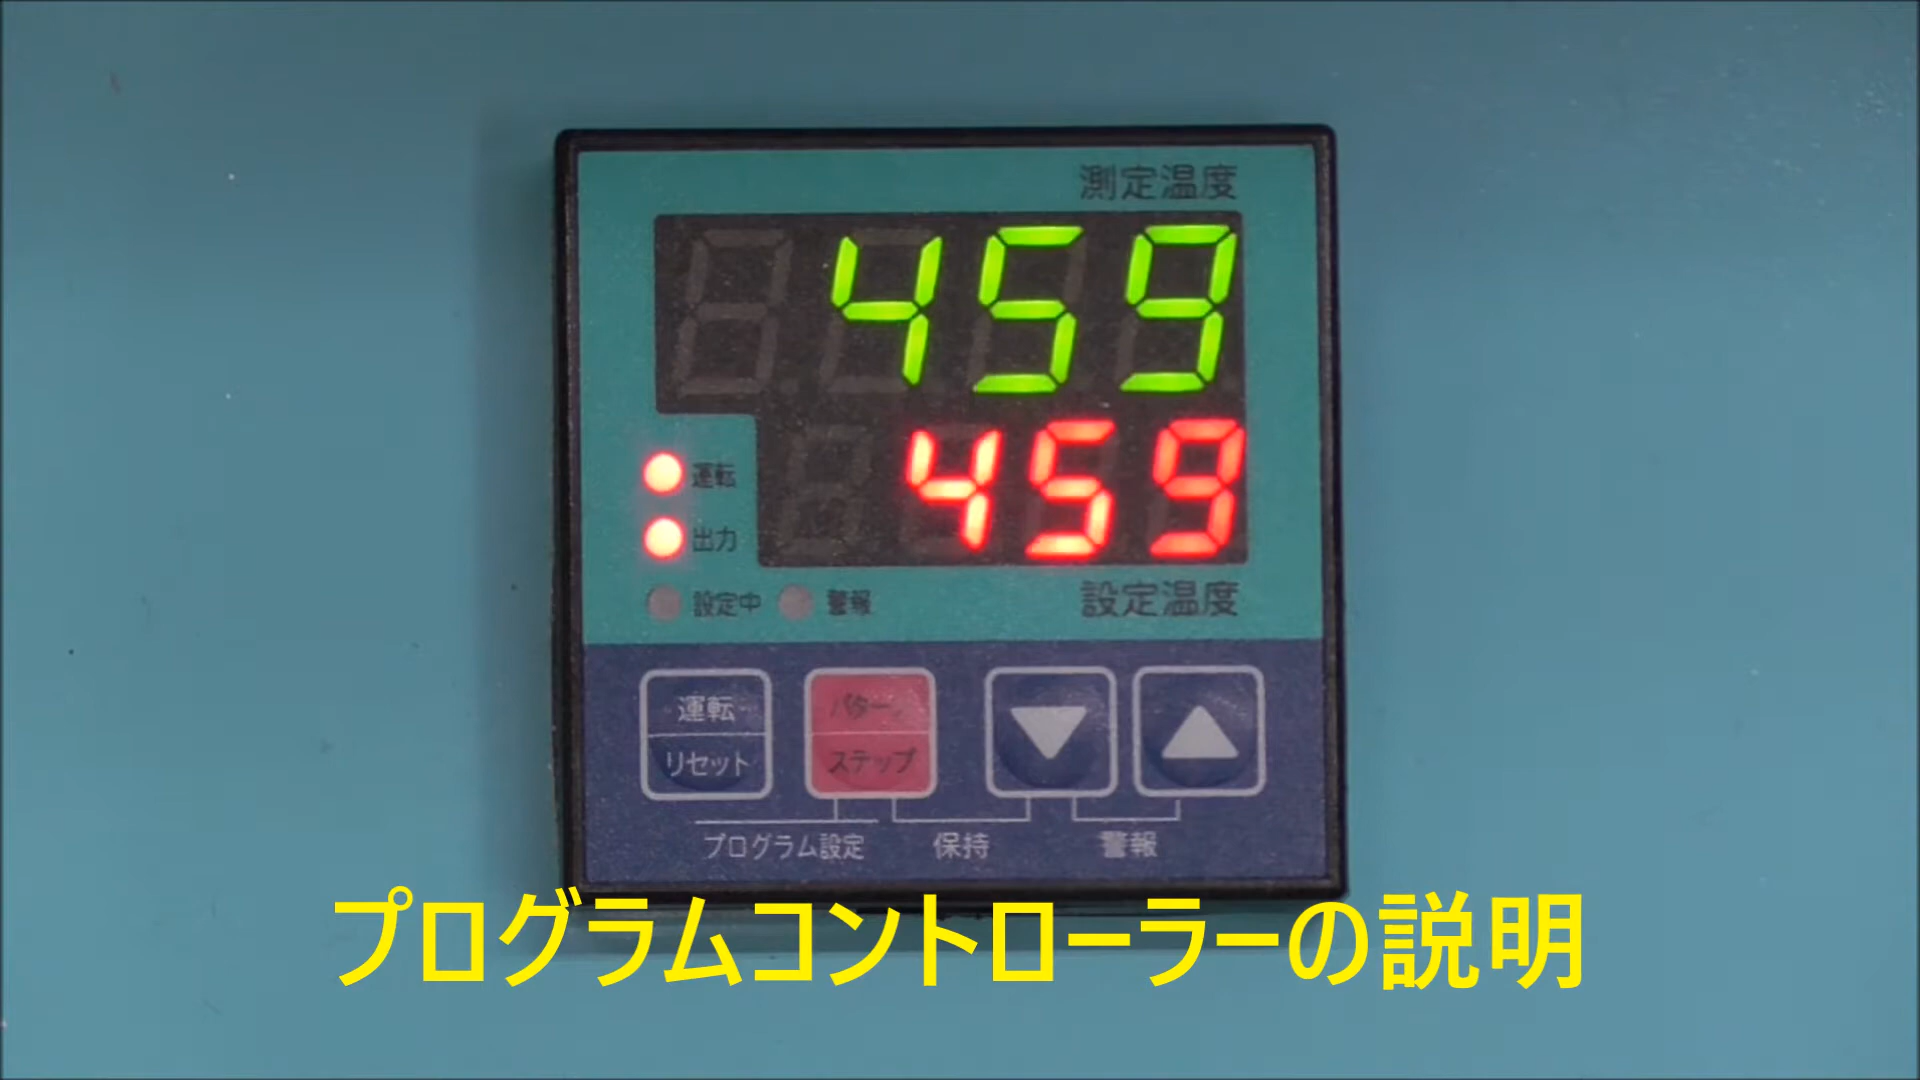 測定温度
459
459
運転
出力
設定中 警報
設定温度
運転
リセット
パターン
ステップ
プログラム設定 保持 警報
プログラムコントローラーの説明